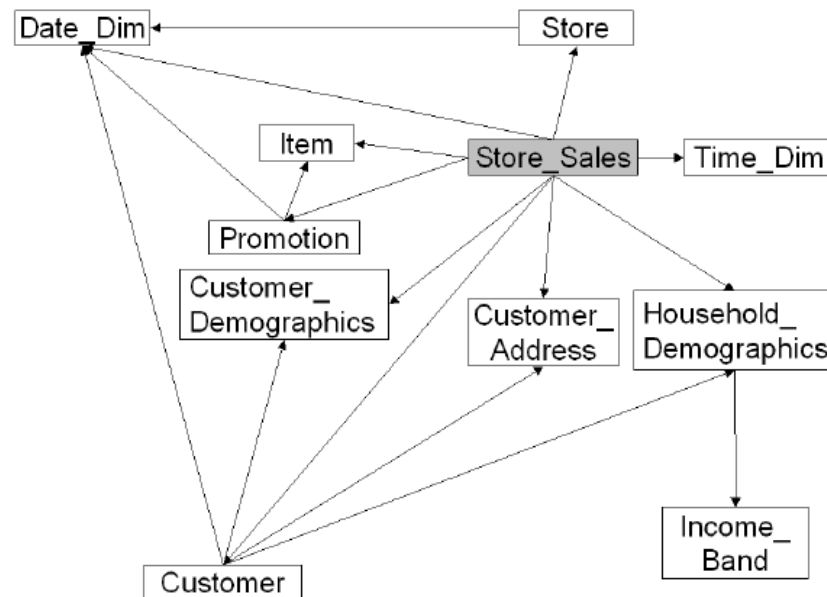 Date_Dim
Store
Item
Store_Sales
Time_Dim
Promotion
Customer_
Demographics
Customer_
Address
Household_
Demographics
Income_
Band
Customer